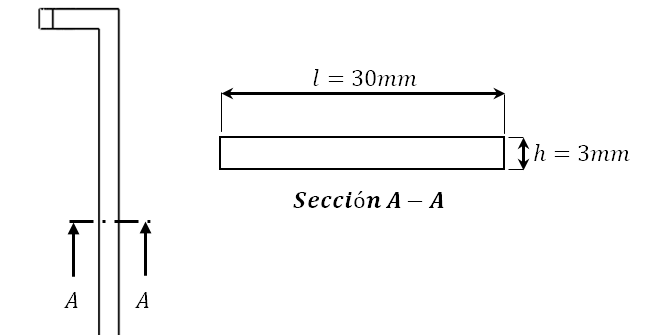 l = 30mm
h = 3mm
Sección A – A
A
A